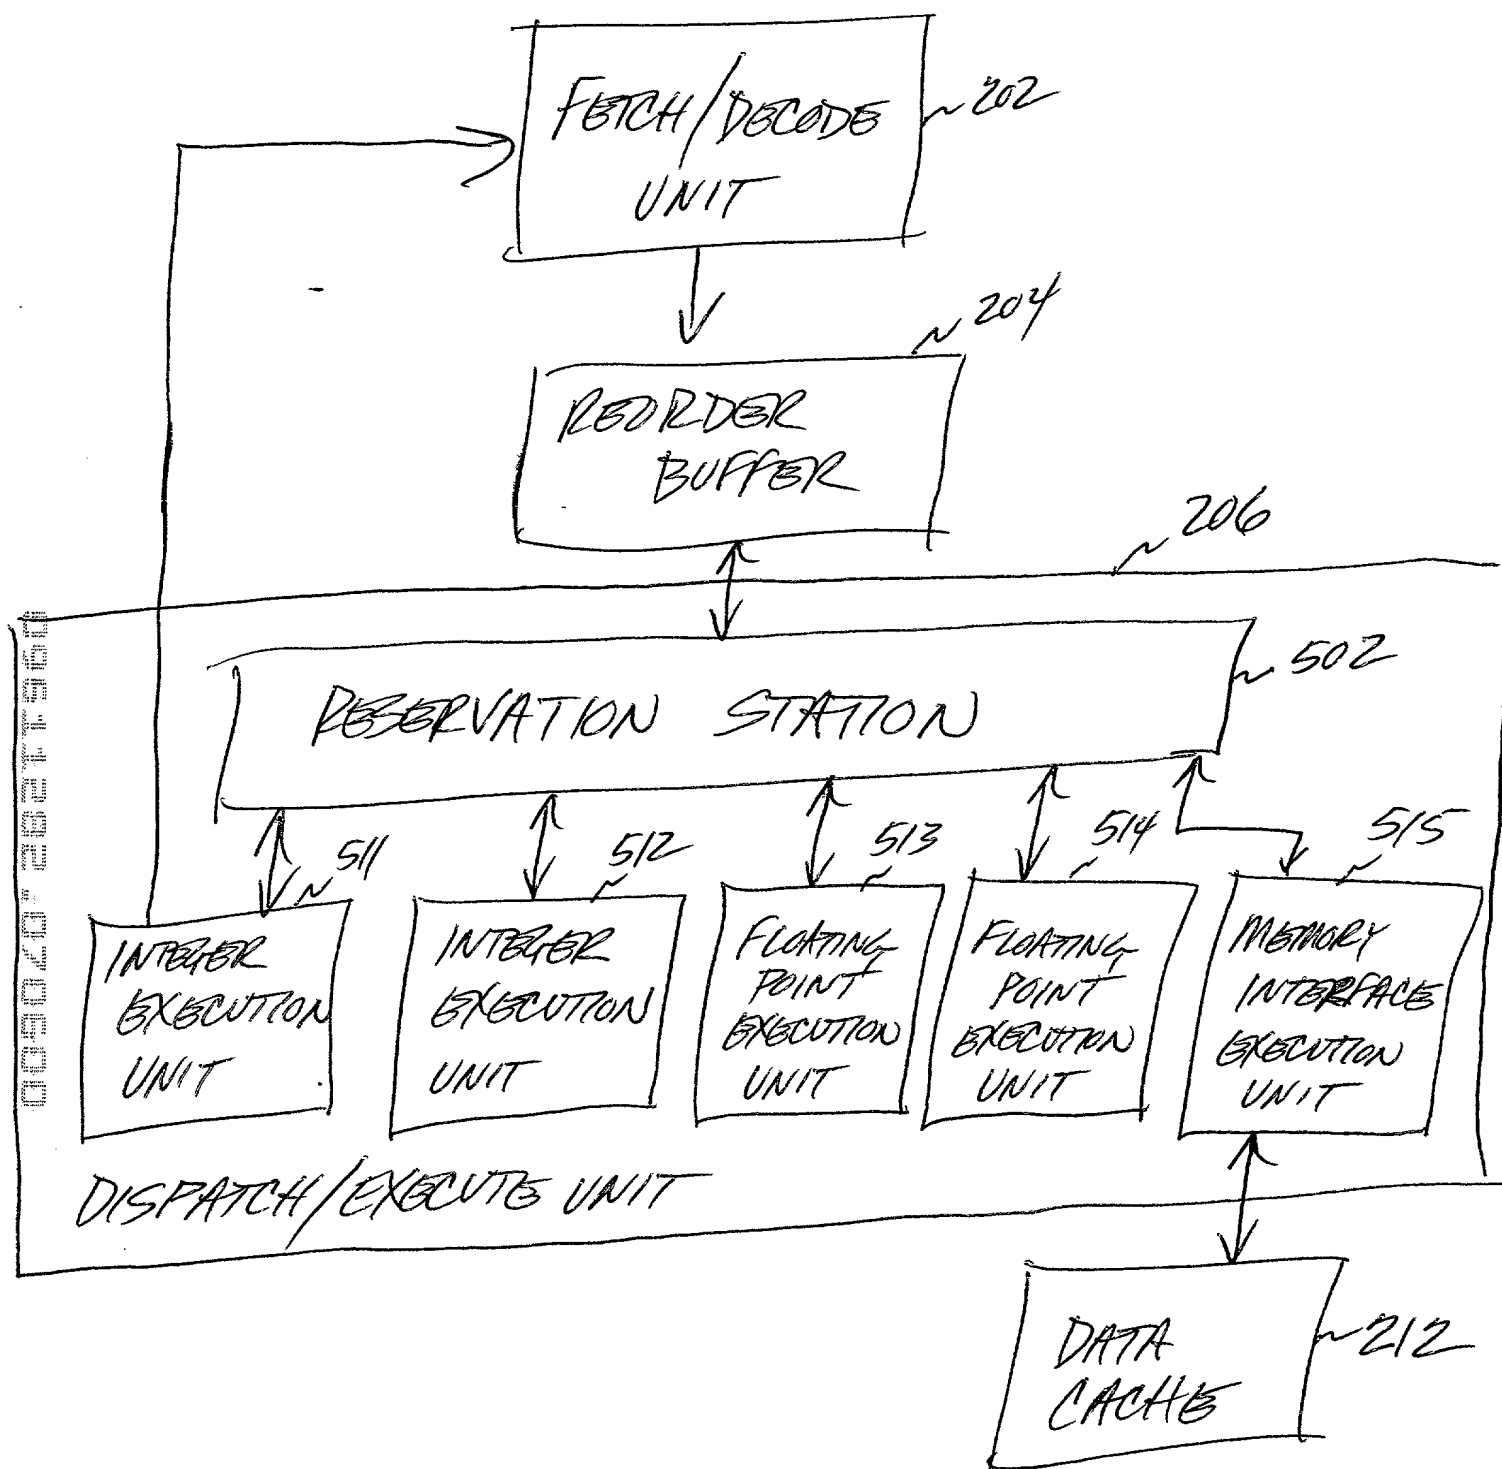 FETCH/DECODE
UNIT
202
204
REORDER
BUFFER
206
502
RESERVATION STATION
511
512
513
514
515
INTEGER
EXECUTION
UNIT
INTEGER
EXECUTION
UNIT
FLOATING
POINT
EXECUTION
UNIT
FLOATING
POINT
EXECUTION
UNIT
MEMORY
INTERFACE
EXECUTION
UNIT
DISPATCH/EXECUTE UNIT
DATA
CACHE
212
09611292.070500